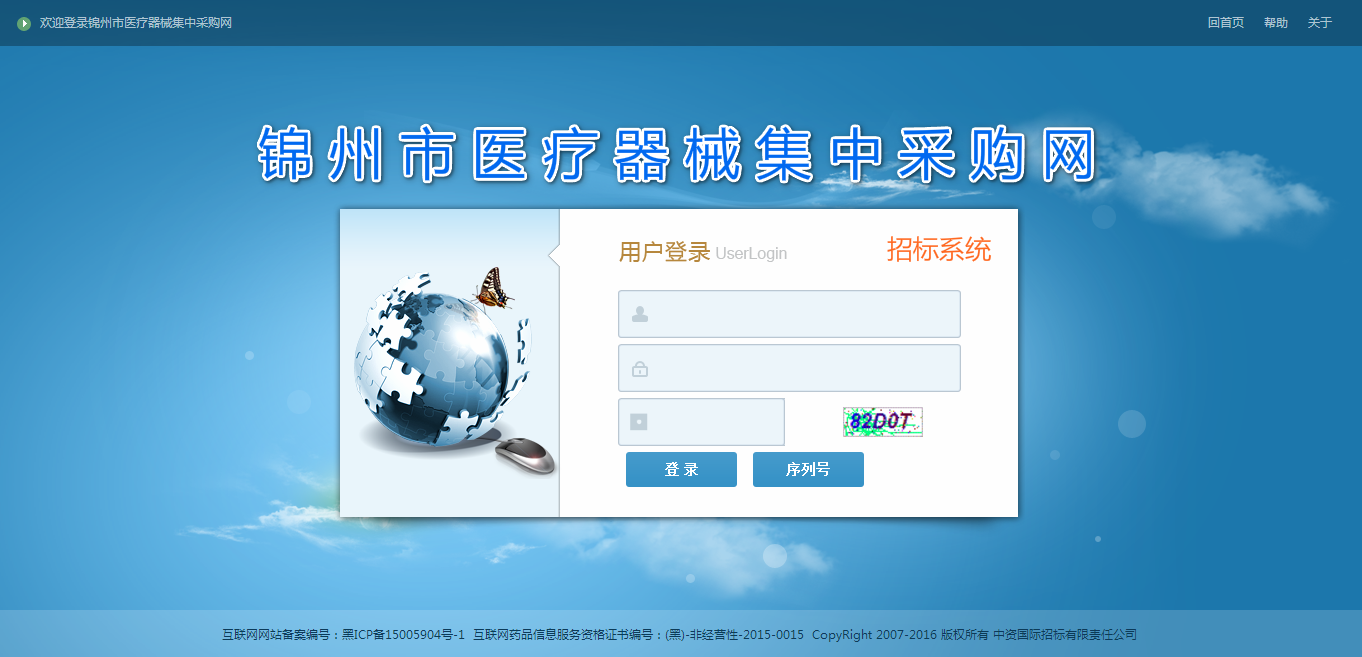 欢迎登录锦州市医疗器械集中采购网
回首页 帮助 关于
锦州市医疗器械集中采购网
用户登录 UserLogin
招标系统
82D0T
登 录 序列号
互联网网站备案编号：黑ICP备15005904号-1 互联网药品信息服务资格证书编号：(黑)-非经营性-2015-0015 CopyRight 2007-2016 版权所有 中资国际招标有限责任公司